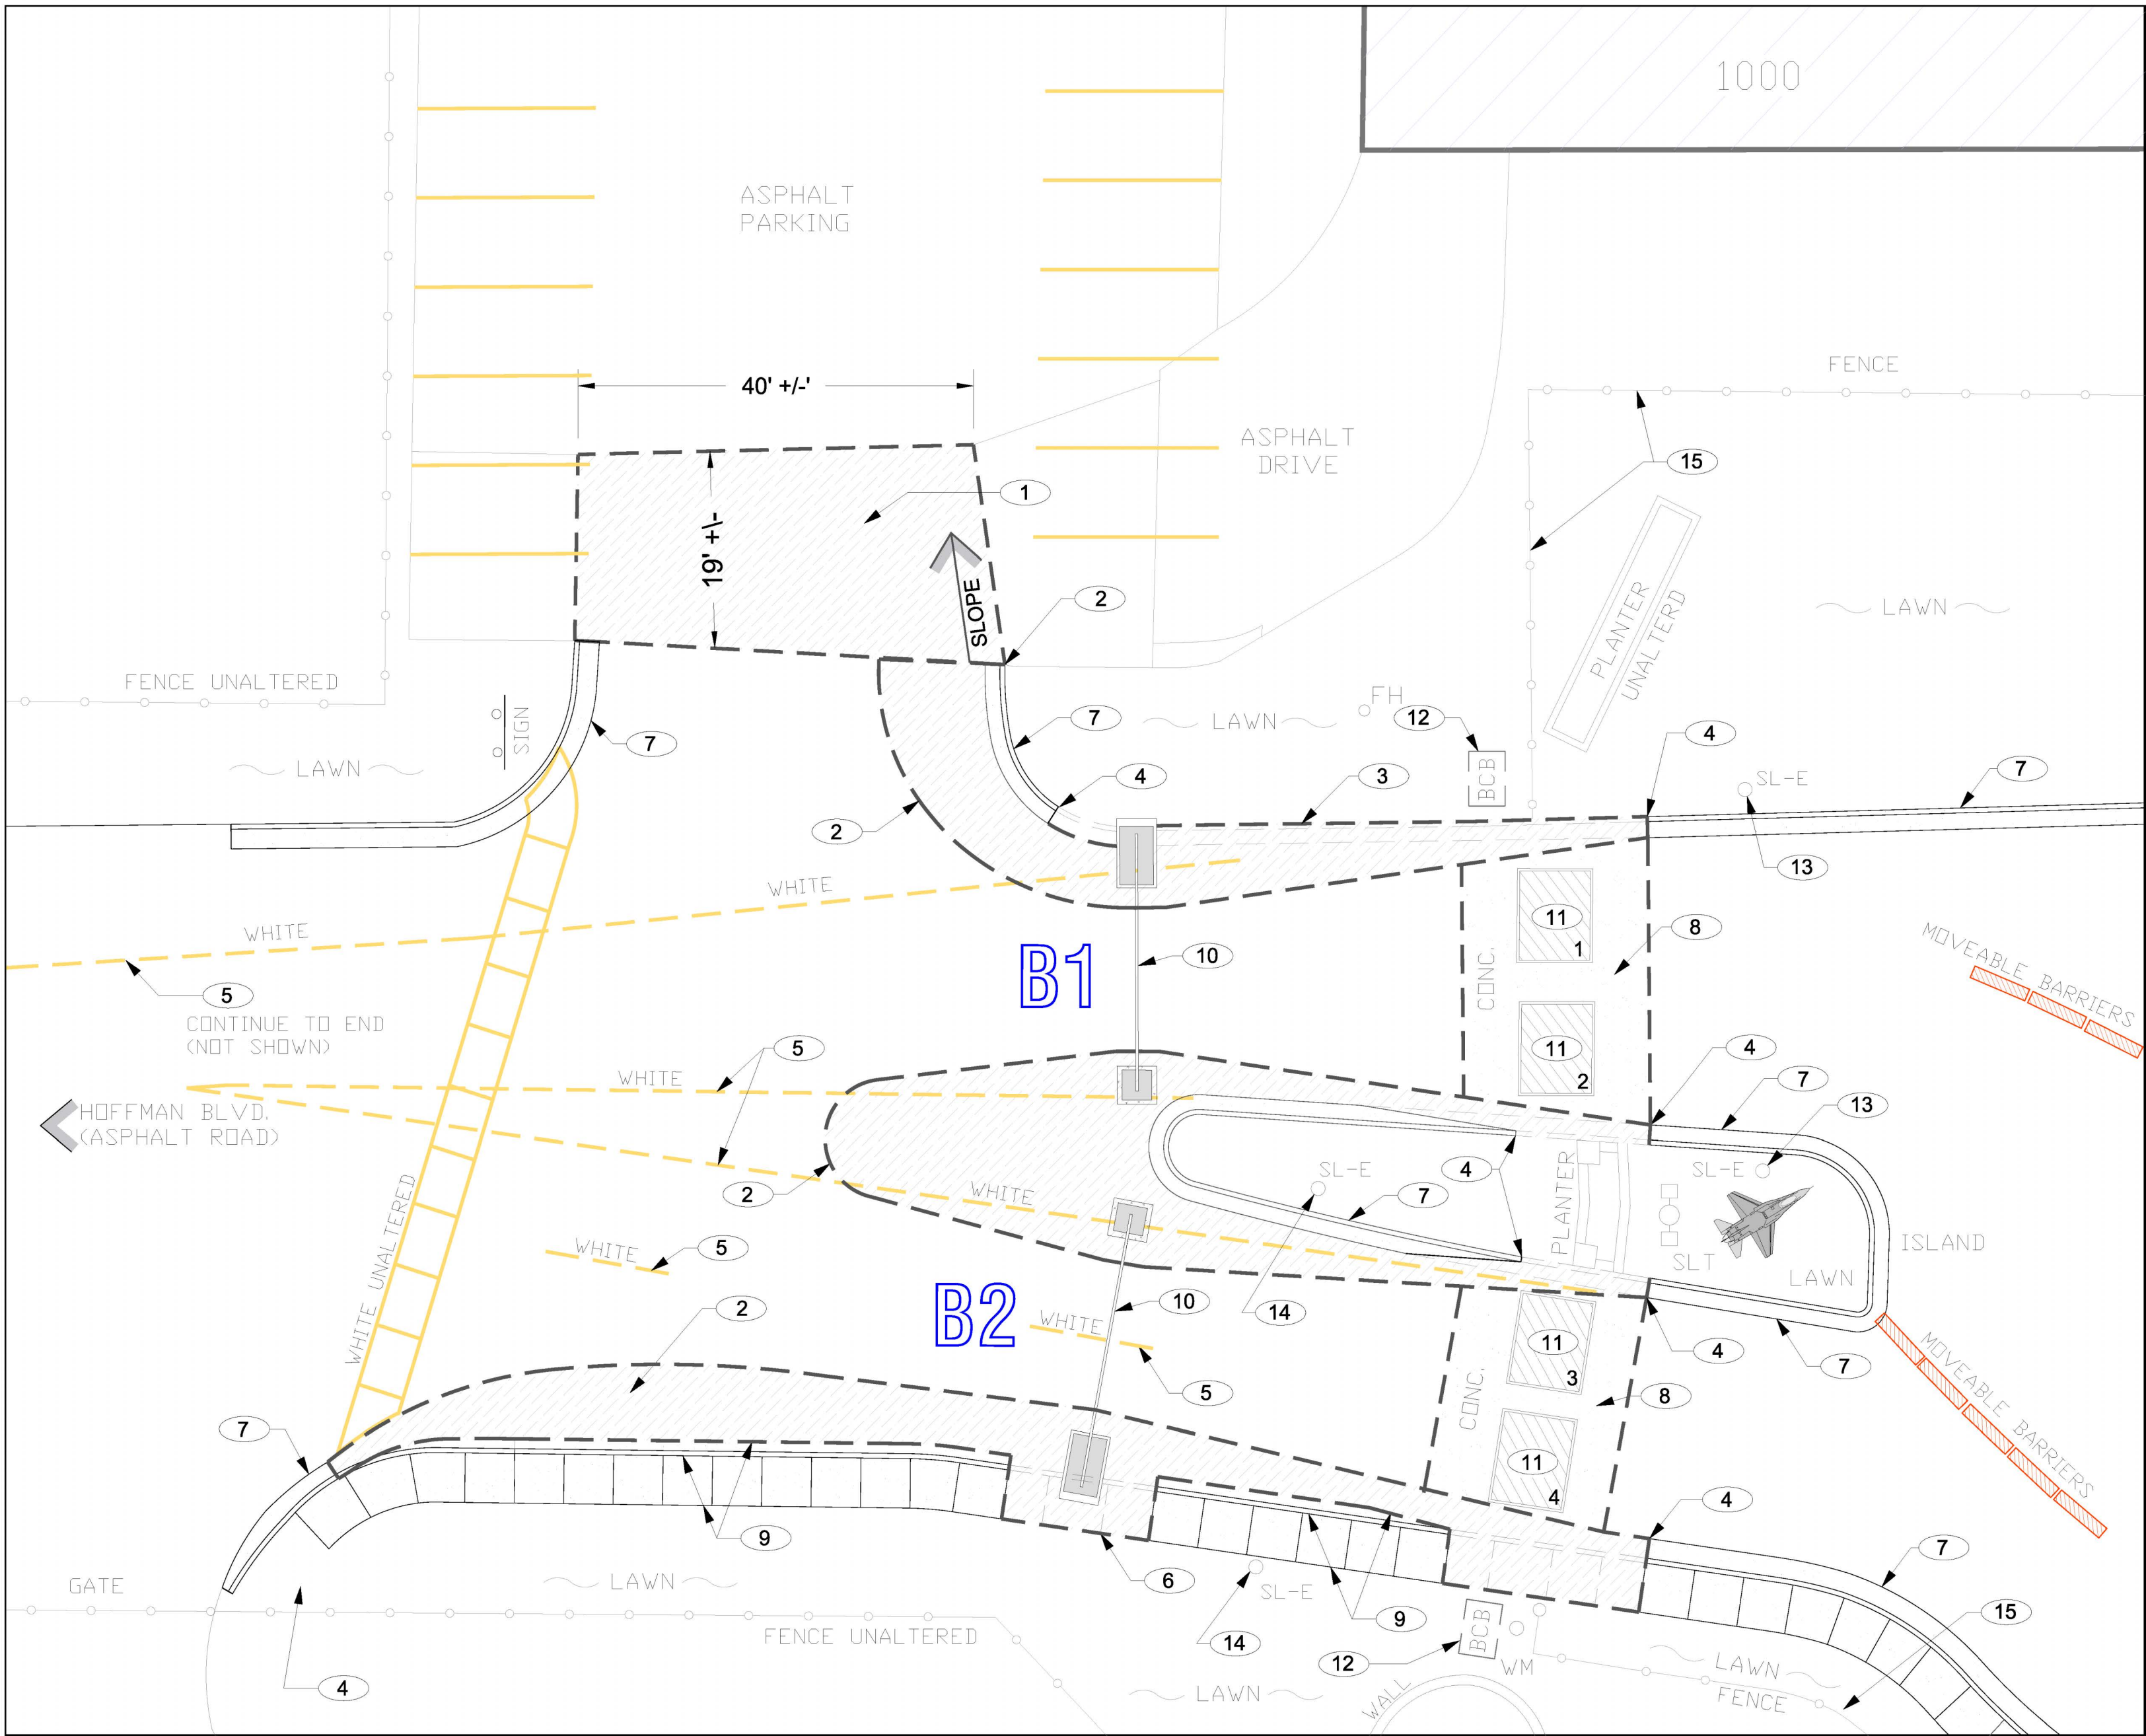 1000
ASPHALT
PARKING
FENCE
40' +/-'
ASPHALT
DRIVE
15
1
19' +\-
SLOPE
2
PLANTER
UNALTERD
LAWN
FENCE UNALTERED
SIGN
7
LAWN
7
LAWN
FH
12
BCB
4
3
4
SL-E
7
13
2
WHITE
WHITE
5
CONTINUE TO END
(NOT SHOWN)
B1
10
CONC.
11
1
8
11
2
MOVEABLE BARRIERS
5
WHITE
4
7
13
HOFFMAN BLVD.
(ASPHALT ROAD)
2
WHITE
SL-E
4
7
PLANTER
SL-E
SLT
LAWN
ISLAND
WHITE UNALTERED
WHITE
5
14
2
B2
10
WHITE
5
CONC.
11
3
8
11
4
4
7
MOVEABLE BARRIERS
7
9
6
4
7
GATE
LAWN
SL-E
9
15
FENCE UNALTERED
14
12
BCB
WM
LAWN
FENCE
4
LAWN
WALL